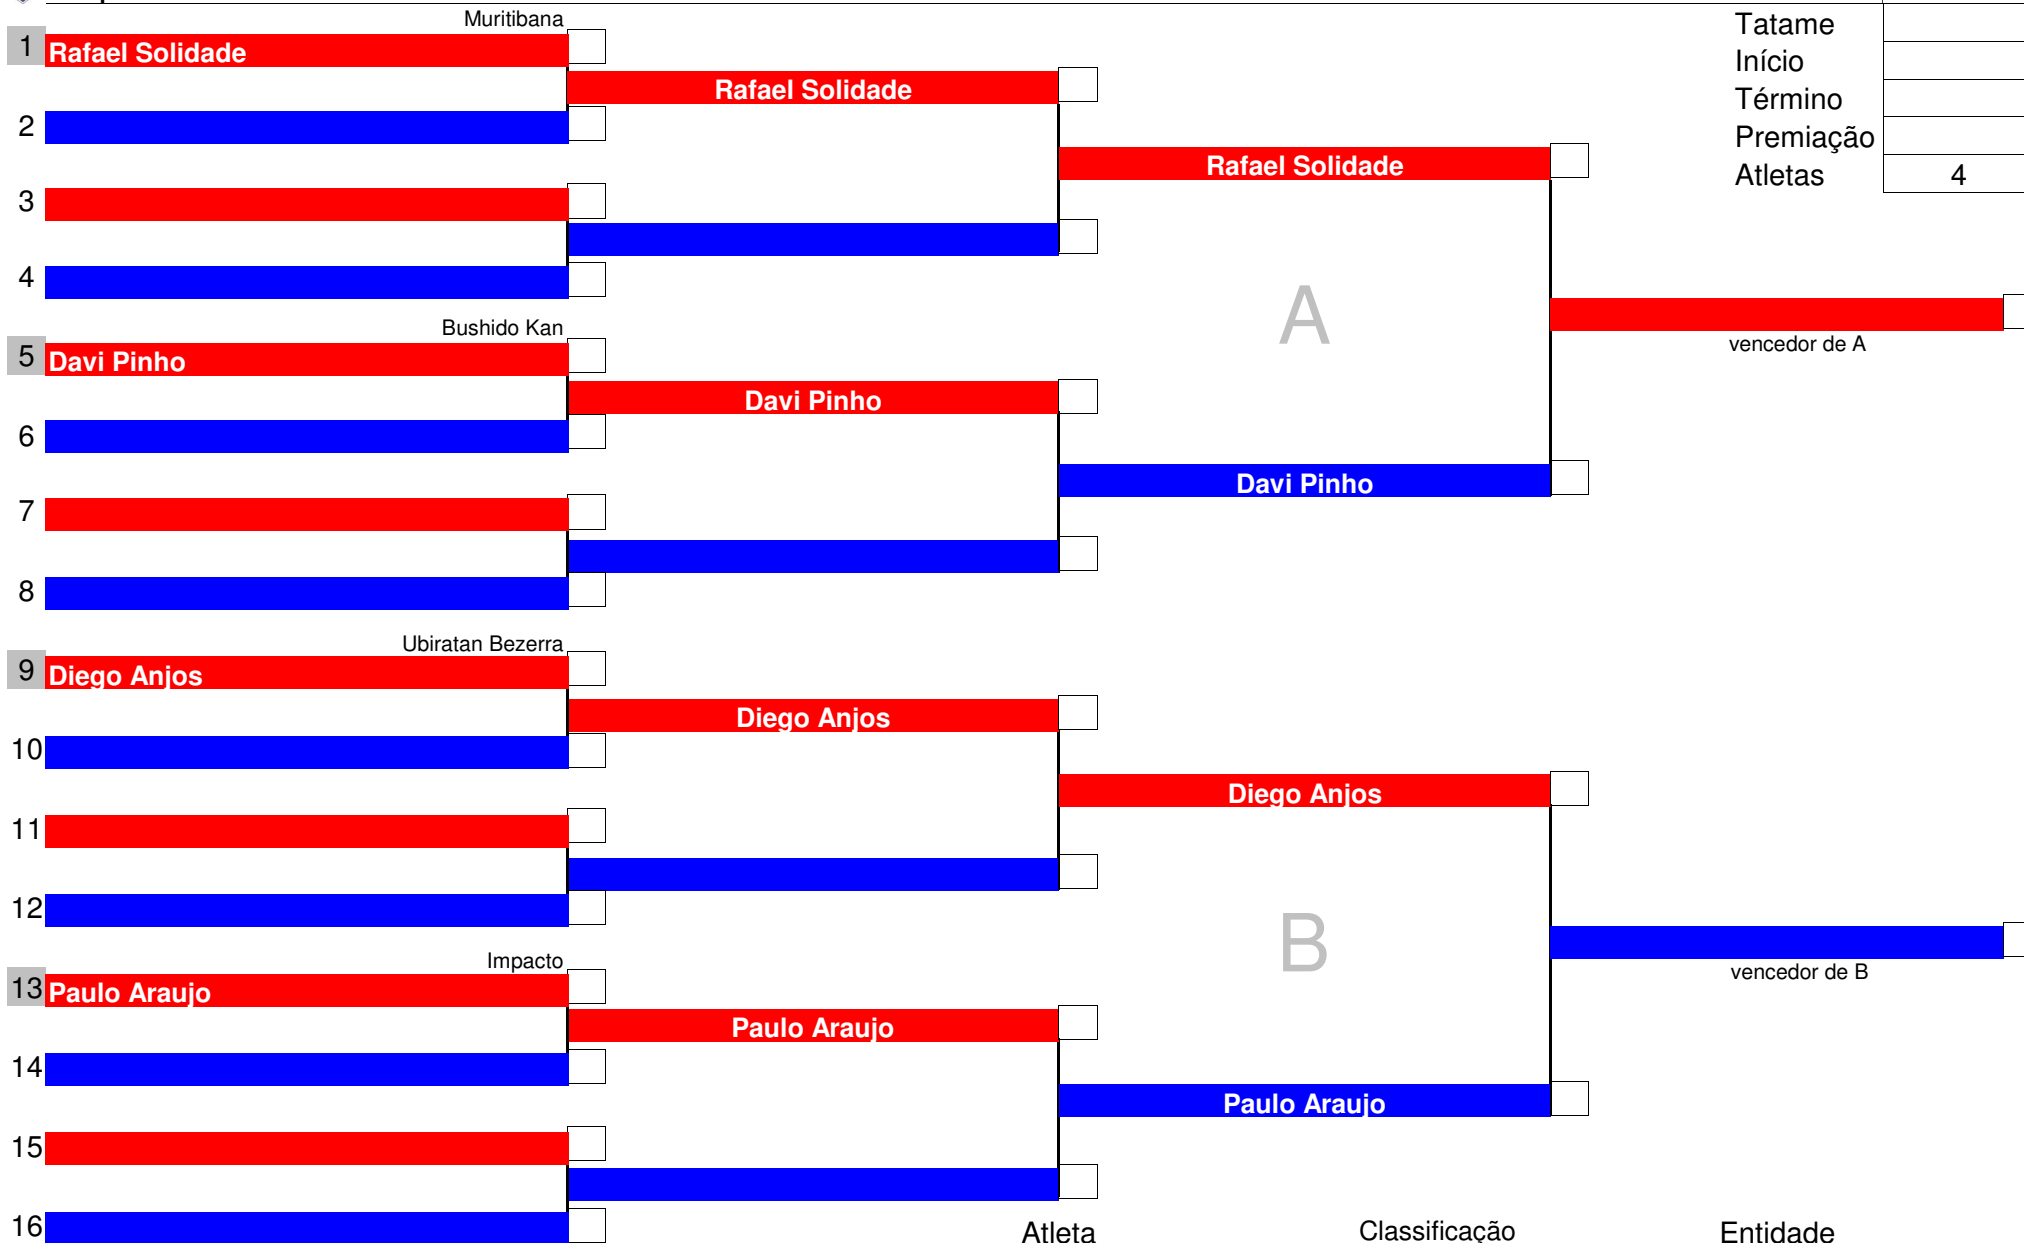 Muritibana
Tatame
1 Rafael Solidade
Início
Rafael Solidade
Término
2
Premiação
Rafael Solidade
Atletas 4
3
4
A
Bushido Kan
vencedor de A
5 Davi Pinho
Davi Pinho
6
Davi Pinho
7
8
Ubiratan Bezerra
9 Diego Anjos
Diego Anjos
10
Diego Anjos
11
12
B
Impacto
vencedor de B
13 Paulo Araujo
Paulo Araujo
14
Paulo Araujo
15
16
Atleta Classificação Entidade